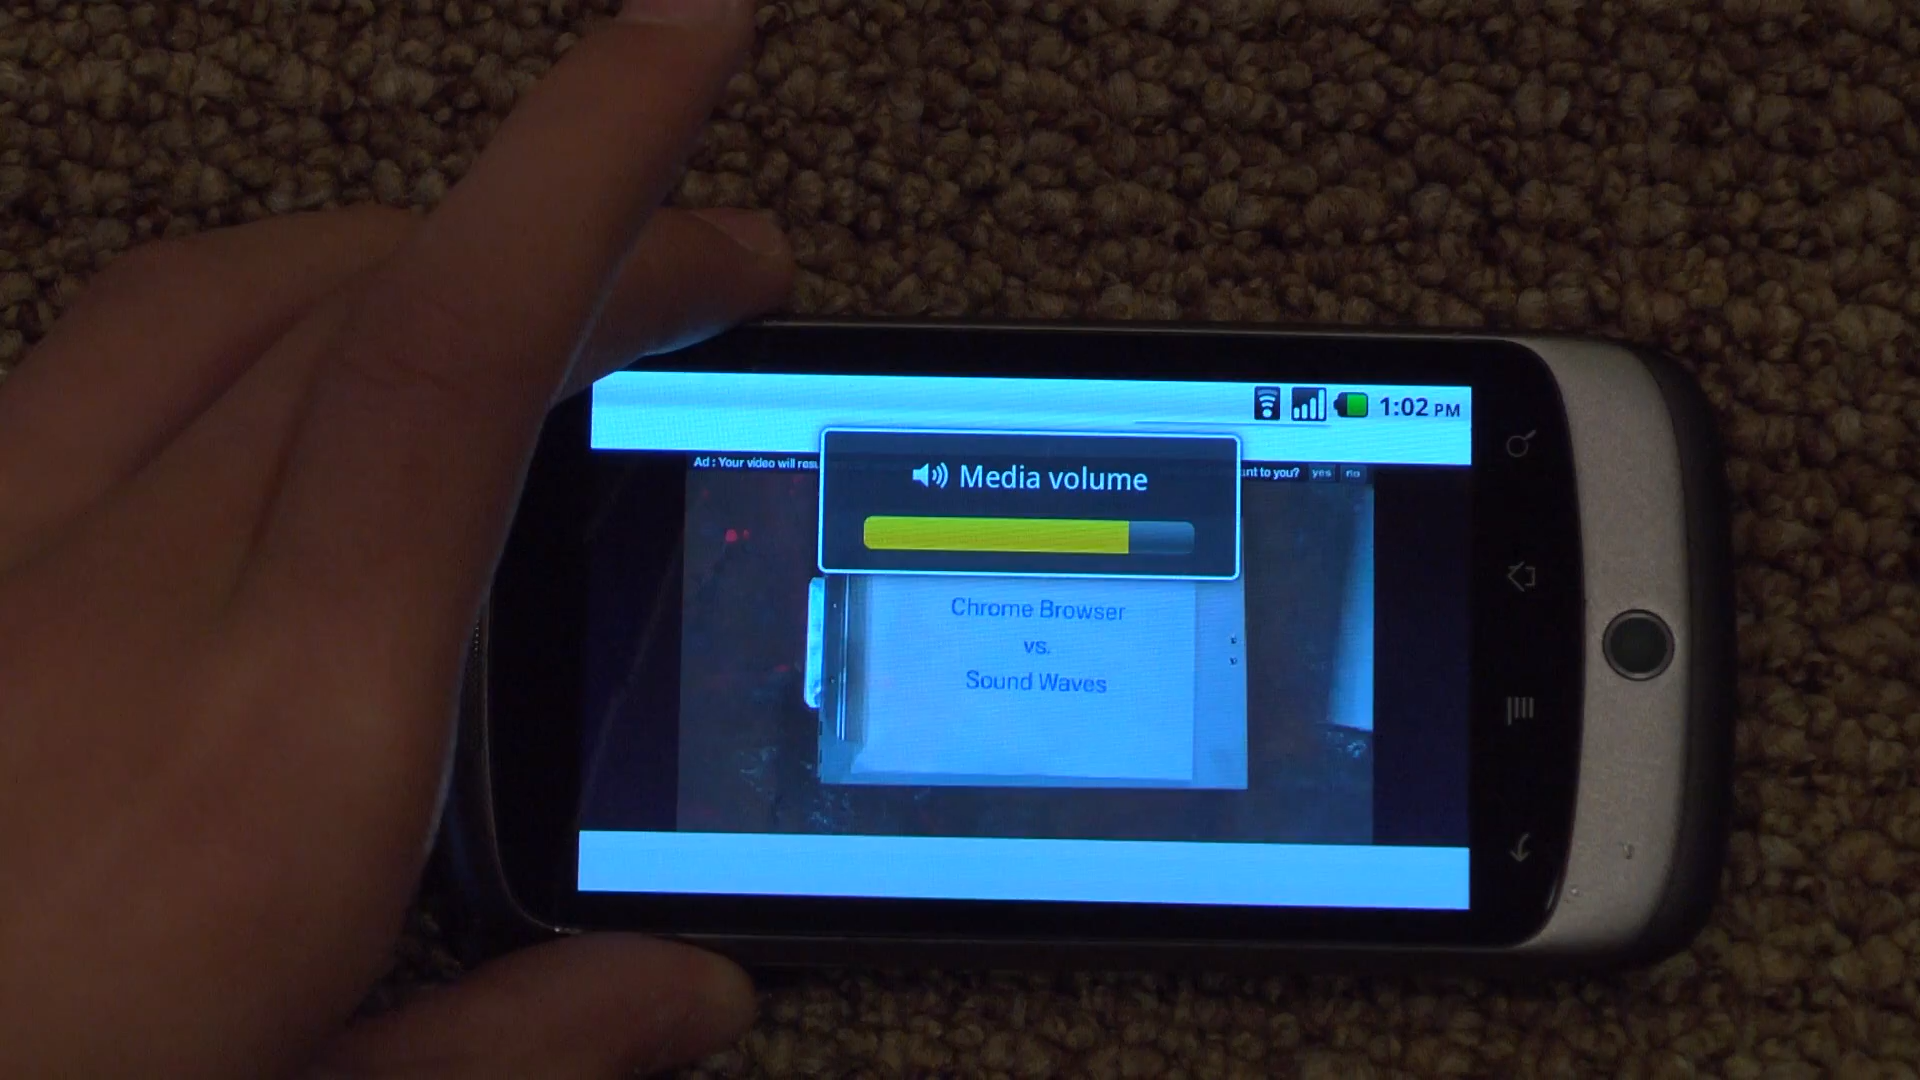 1:02 PM
Ad : Your video will
nt to you? yes no
Media volume
Chrome Browser
vs.
Sound Waves